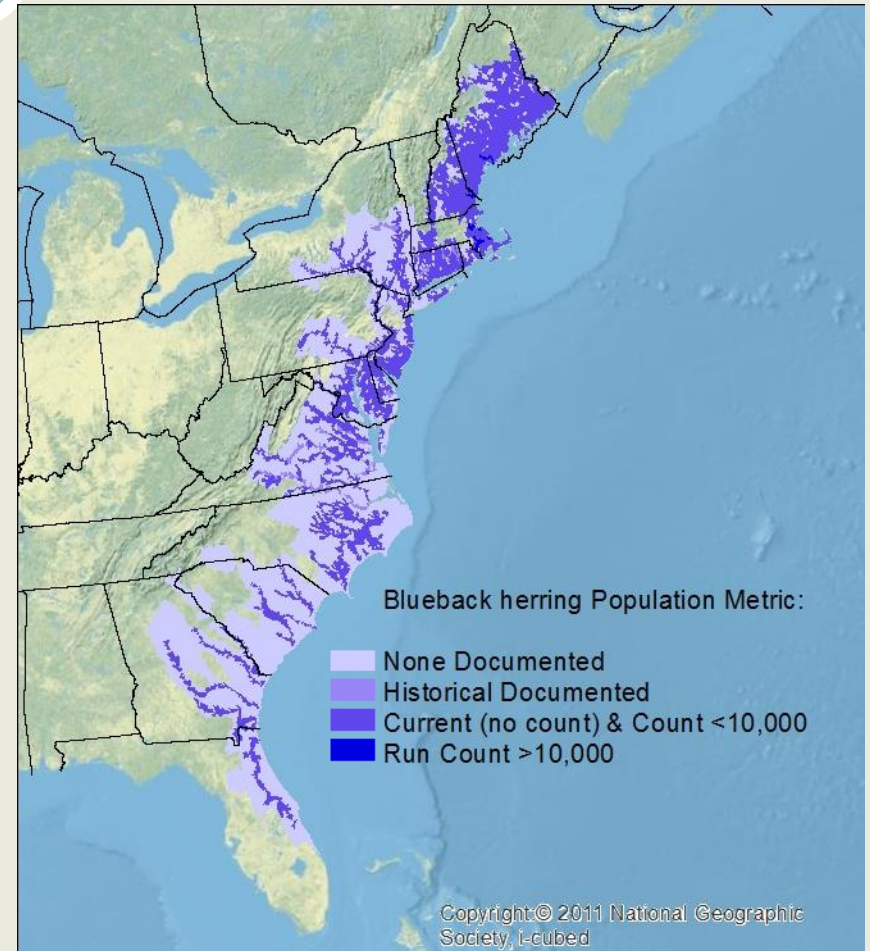 Blueback herring Population Metric:
None Documented
Historical Documented
Current (no count) & Count <10,000
Run Count >10,000
Copyright:© 2011 National Geographic
Society, i-cubed